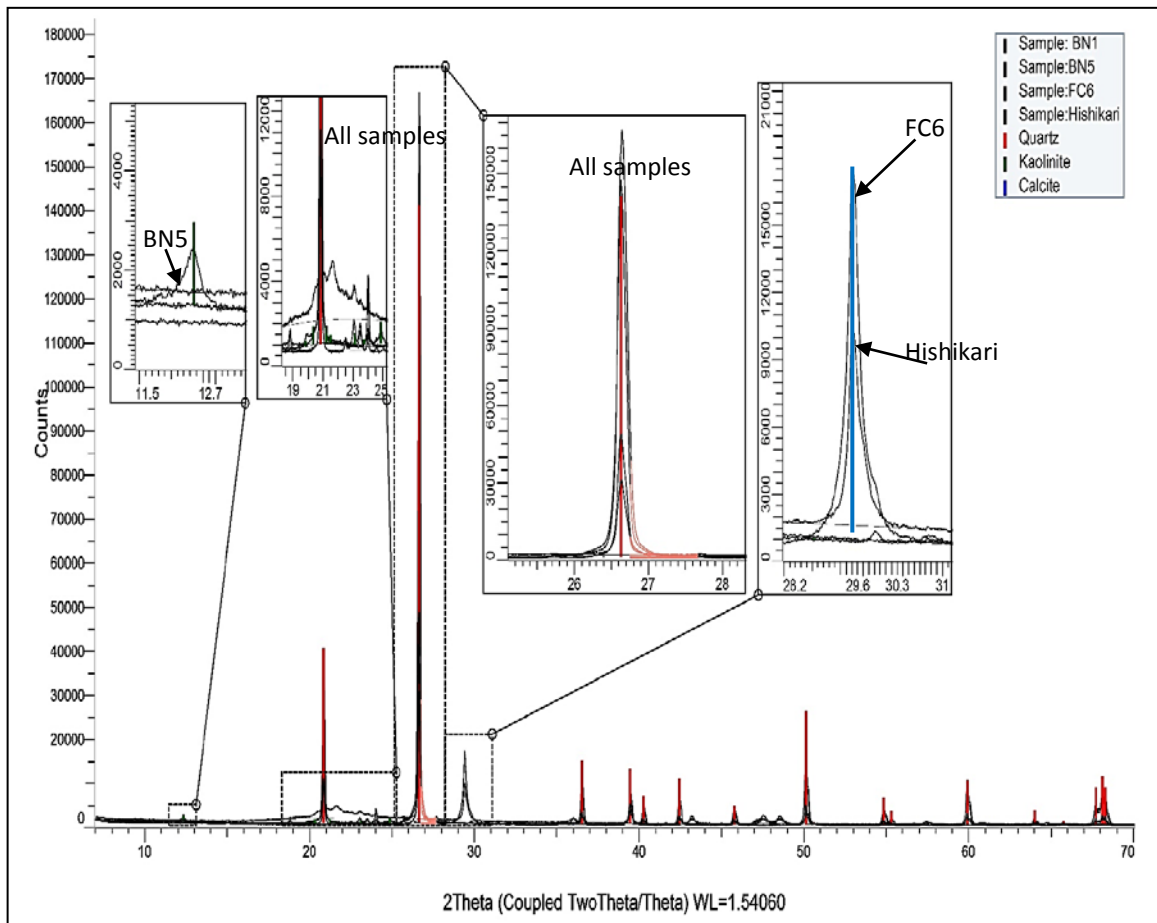 180000
170000
160000
150000
140000
130000
120000
110000
100000
90000
80000
70000
60000
50000
40000
30000
20000
10000
0
Counts
10 20 30 40 50 60 70
2Theta (Coupled TwoTheta/Theta) WL=1.54060
0 2000 4000
BN5
11.5 12.7
0 4000 8000 12000
All samples
19 21 23 25
0 30000 60000 90000 120000 150000
All samples
26 27 28
0 3000 6000 9000 12000 15000 21000
FC6
Hishikari
28.2 29.6 30.3 31
Sample: BN1
Sample:BN5
Sample:FC6
Sample:Hishikari
Quartz
Kaolinite
Calcite